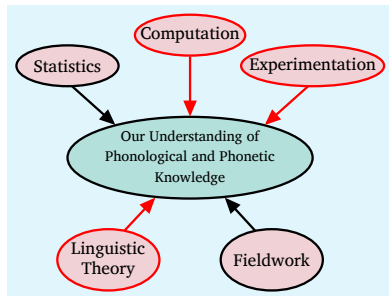 Computation
Statistics
Experimentation
Our Understanding of
Phonological and Phonetic
Knowledge
Linguistic
Theory
Fieldwork